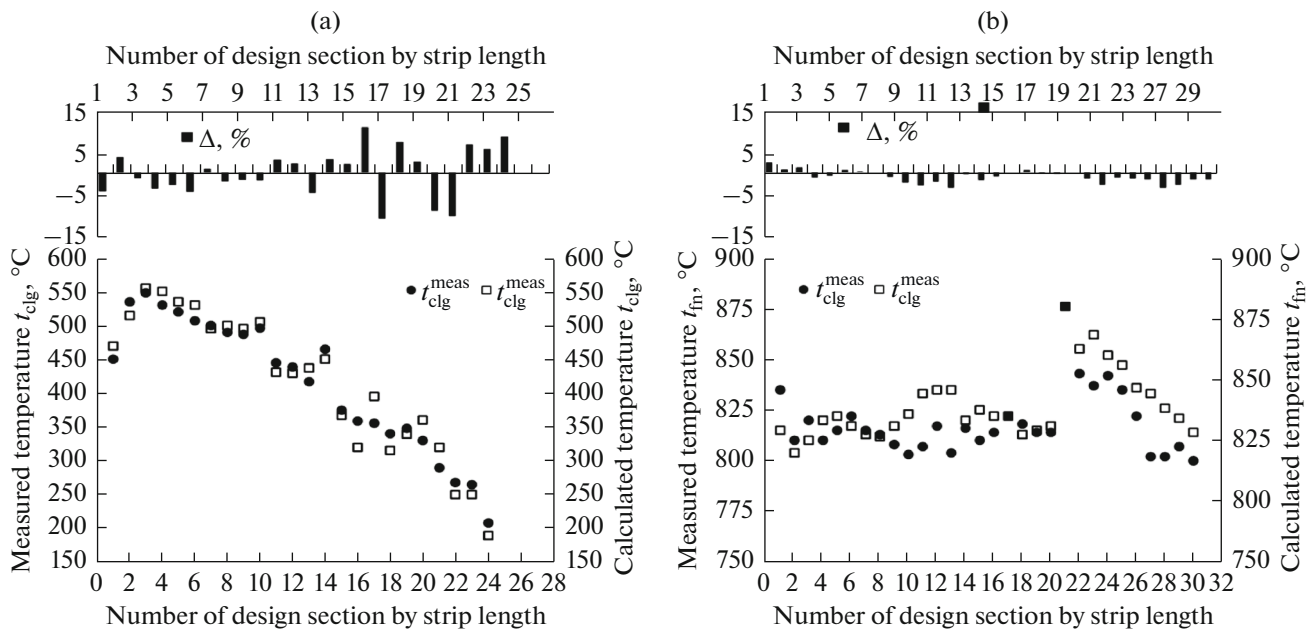 (a)
Number of design section by strip length
1 3 5 7 9 11 13 15 17 19 21 23 25
15
5
−5
−15
Δ, %
600
550
500
450
400
350
300
250
200
150
Measured temperature t_clg, °C
t_clg^meas t_clg^meas
600
550
500
450
400
350
300
250
200
150
Calculated temperature t_clg, °C
0 2 4 6 8 10 12 14 16 18 20 22 24 26 28
Number of design section by strip length
(b)
Number of design section by strip length
1 3 5 7 9 11 13 15 17 19 21 23 25 27 29
15
5
−5
−15
Δ, %
900
875
850
825
800
775
750
Measured temperature t_fn, °C
t_clg^meas t_clg^meas
900
875
850
825
800
775
750
Calculated temperature t_fn, °C
0 2 4 6 8 10 12 14 16 18 20 22 24 26 28 30 32
Number of design section by strip length